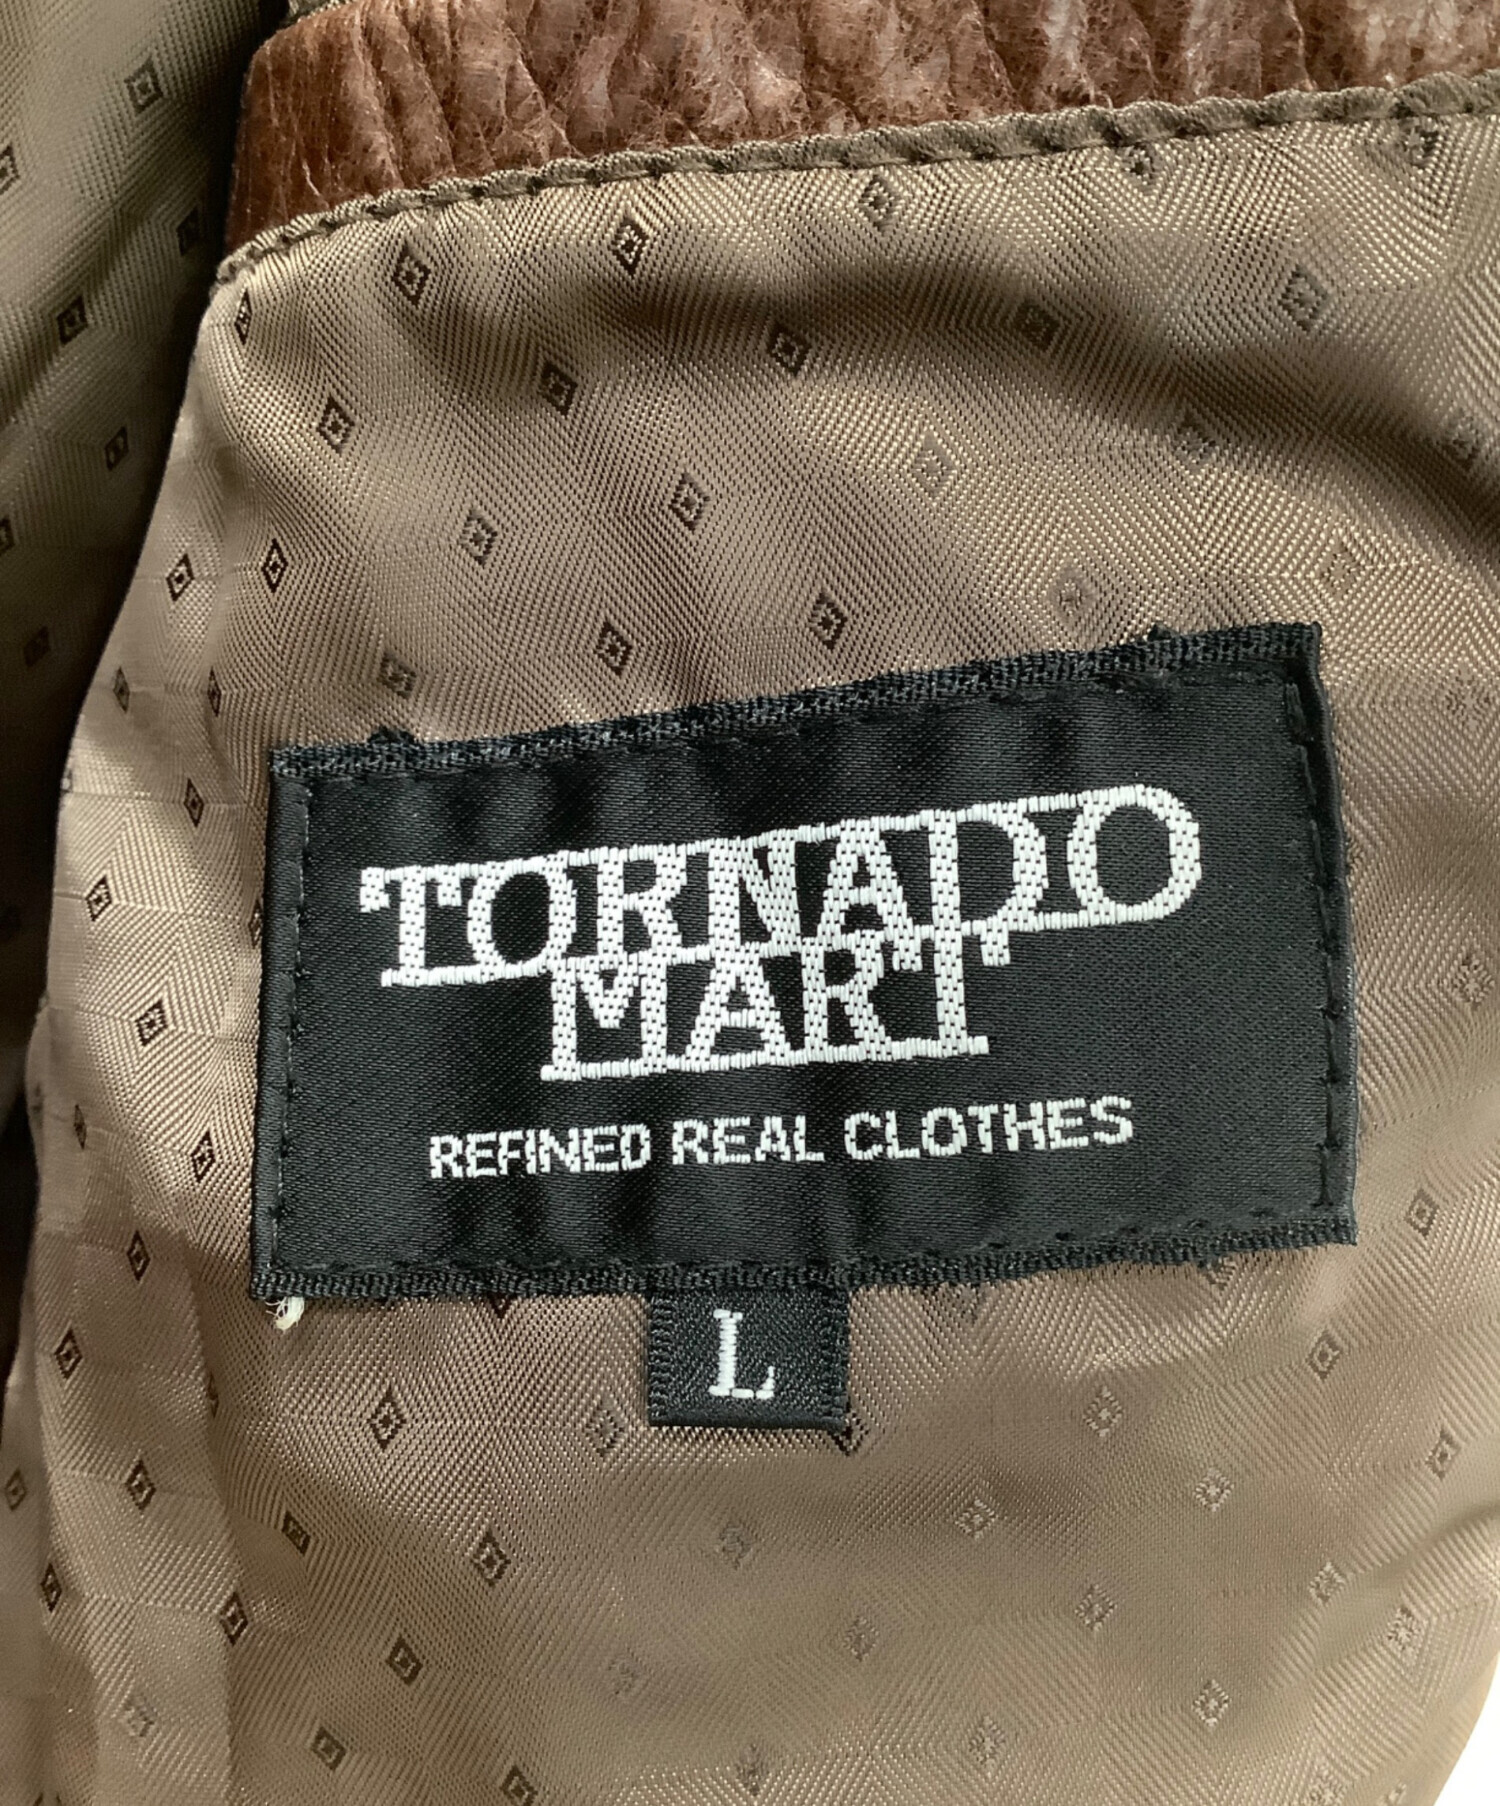 TORNADO
MART
REFINED REAL CLOTHES
L